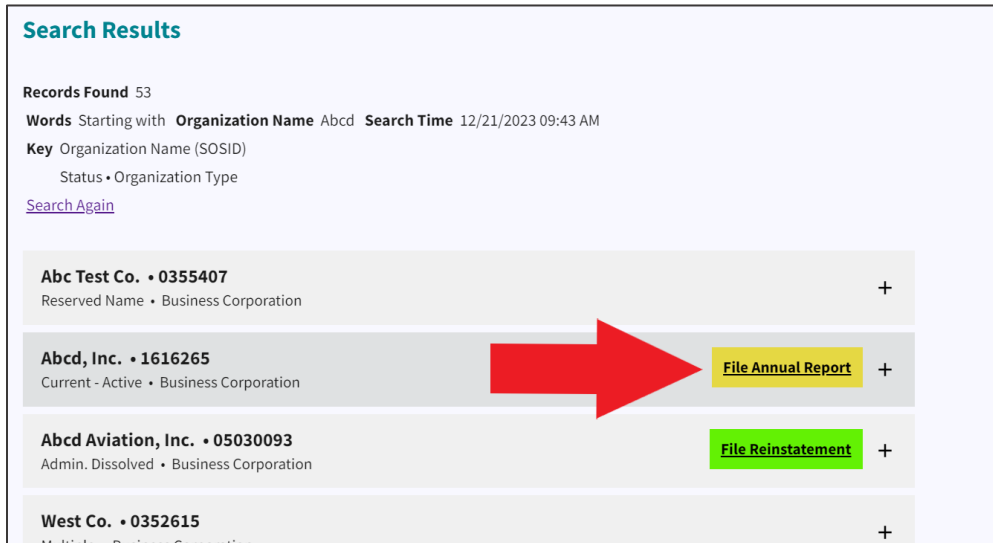 Search Results
Records Found 53
Words Starting with Organization Name Abcd Search Time 12/21/2023 09:43 AM
Key Organization Name (SOSID)
Status • Organization Type
Search Again
Abc Test Co. • 0355407
Reserved Name • Business Corporation
+
Abcd, Inc. • 1616265
Current - Active • Business Corporation
File Annual Report +
Abcd Aviation, Inc. • 05030093
Admin. Dissolved • Business Corporation
File Reinstatement +
West Co. • 0352615
+